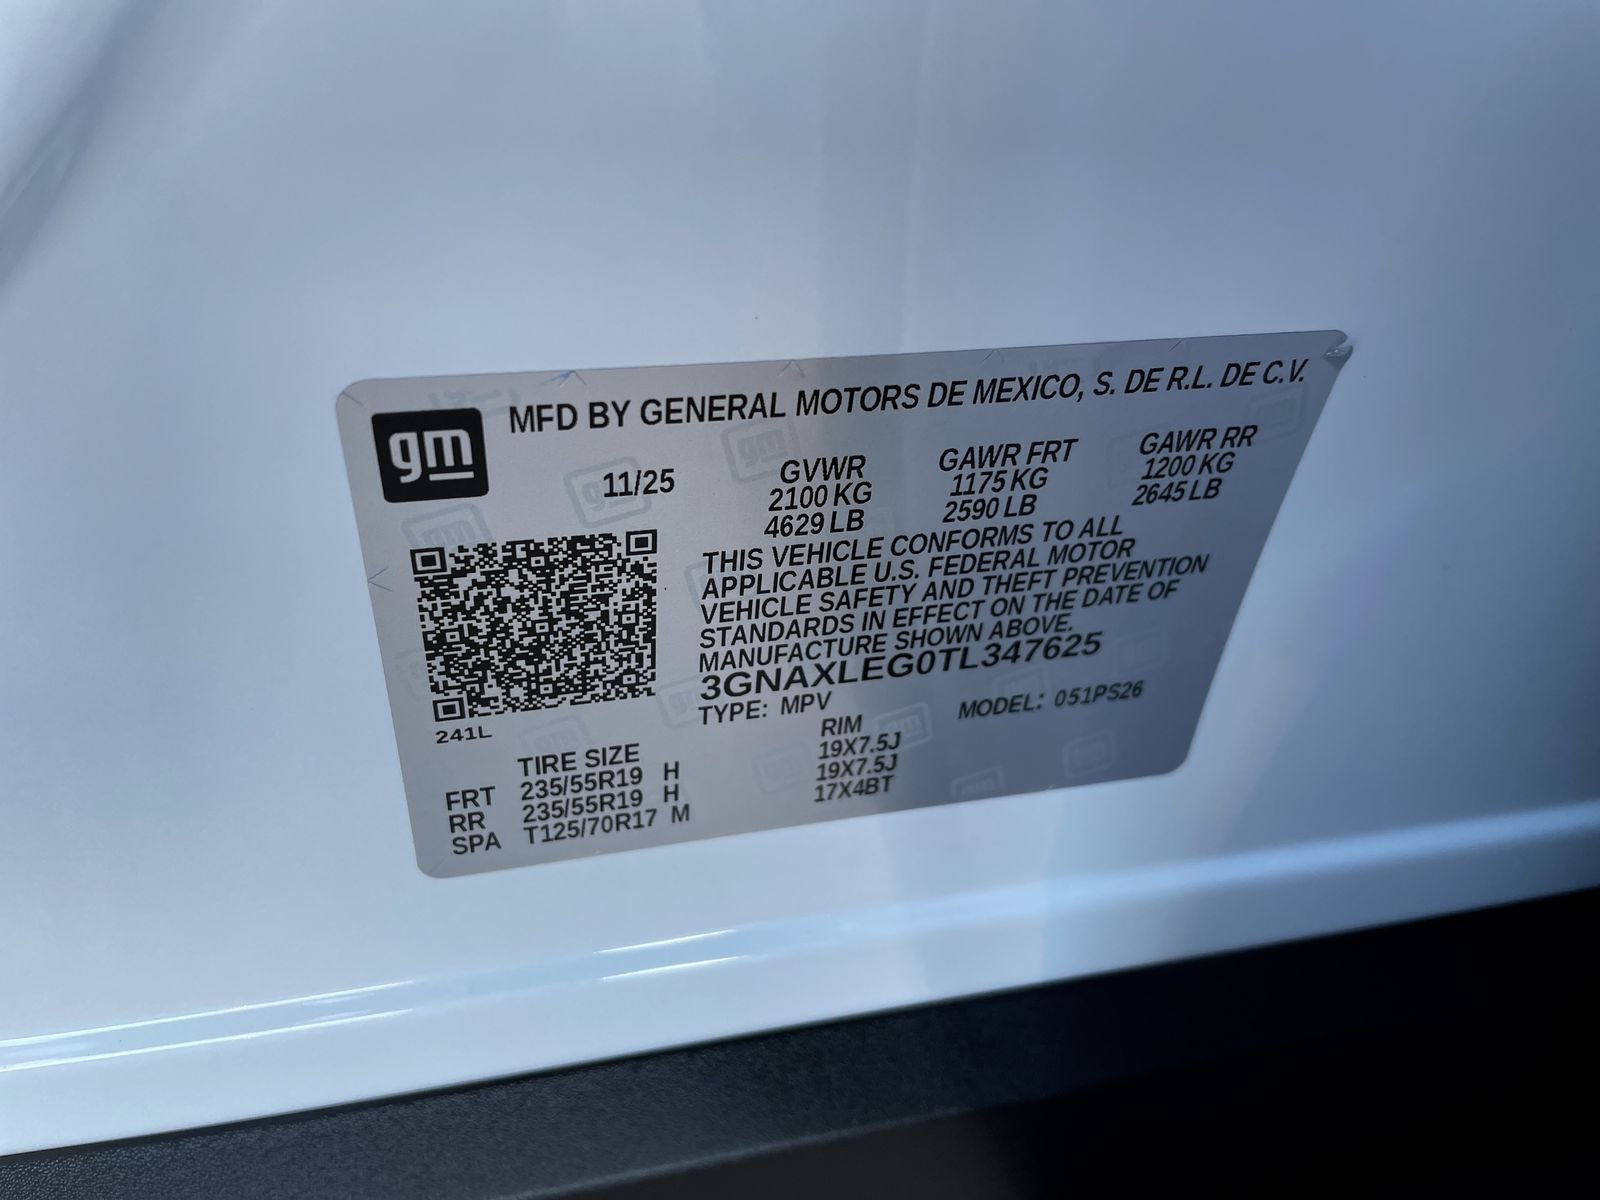 gm
MFD BY GENERAL MOTORS DE MEXICO, S. DE R.L. DE C.V.
11/25
GVWR GAWR FRT GAWR RR
2100 KG 1175 KG 1200 KG
4629 LB 2590 LB 2645 LB
THIS VEHICLE CONFORMS TO ALL
APPLICABLE U.S. FEDERAL MOTOR
VEHICLE SAFETY AND THEFT PREVENTION
STANDARDS IN EFFECT ON THE DATE OF
MANUFACTURE SHOWN ABOVE.
3GNAXLEG0TL347625
TYPE: MPV MODEL: 051PS26
241L
TIRE SIZE RIM
FRT 235/55R19 H 19X7.5J
RR 235/55R19 H 19X7.5J
SPA T125/70R17 M 17X4BT